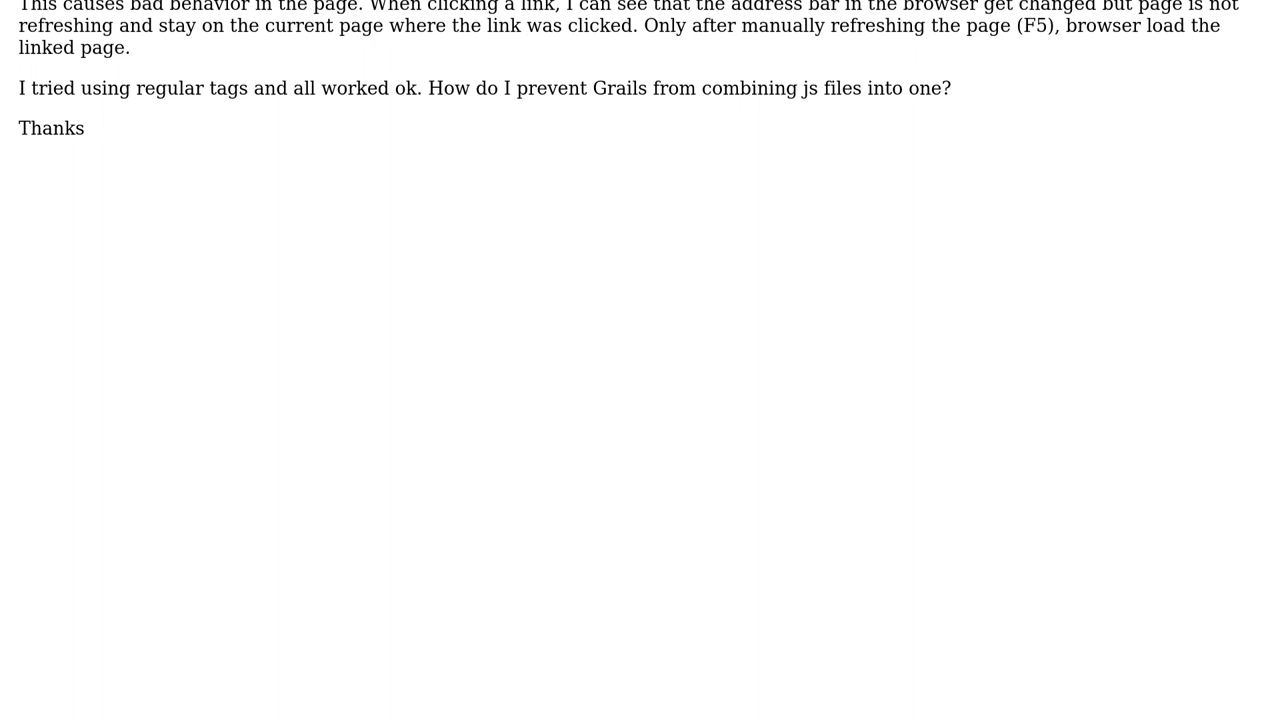 This causes bad behavior in the page. When clicking a link, I can see that the address bar in the browser get changed but page is not
refreshing and stay on the current page where the link was clicked. Only after manually refreshing the page (F5), browser load the
linked page.
I tried using regular tags and all worked ok. How do I prevent Grails from combining js files into one?
Thanks